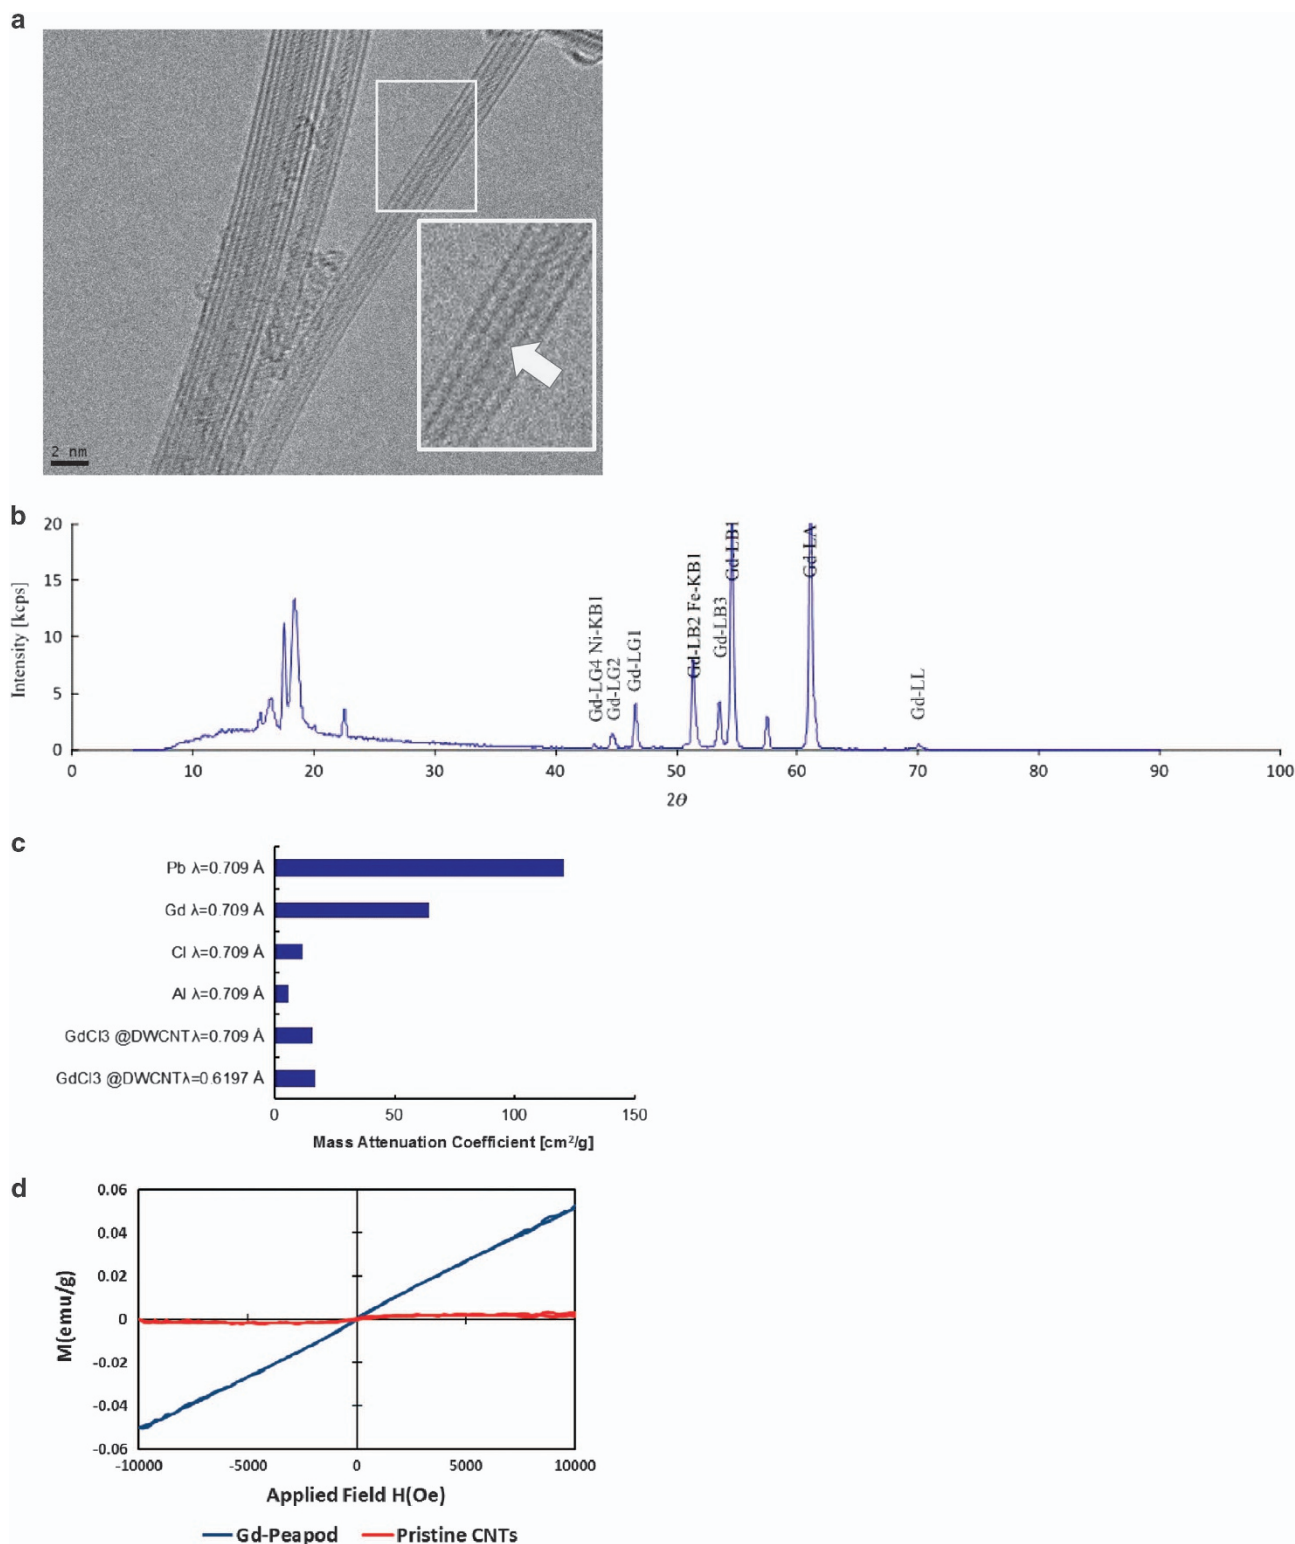 a
2 nm
b
20
15
10
5
0
Intensity [kcps]
Gd-LG4 Ni-KB1
Gd-LG2
Gd-LG1
Gd-LB2 Fe-KB1
Gd-LB3
Gd-LB1
Gd-LA
Gd-LL
0 10 20 30 40 50 60 70 80 90 100
2θ
c
Pb λ=0.709 Å
Gd λ=0.709 Å
Cl λ=0.709 Å
Al λ=0.709 Å
GdCl3 @DWCNTλ=0.709 Å
GdCl3 @DWCNTλ=0.6197 Å
0 50 100 150
Mass Attenuation Coefficient [cm²/g]
d
0.06
0.04
0.02
0
-0.02
-0.04
-0.06
M(emu/g)
-10000 -5000 0 5000 10000
Applied Field H(Oe)
Gd-Peapod Pristine CNTs